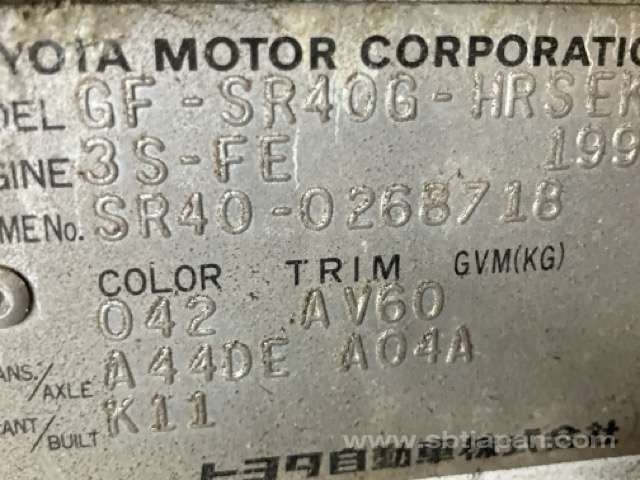 YOTA MOTOR CORPORATIO
DEL GF-SR40G-HRSEK
GINE 3S-FE 199
MENo. SR40-0268718
COLOR TRIM GVM(KG)
042 AV60
ANS./AXLE A44DE A04A
ANT/BUILT K11
www.sbtjapan.com
トヨタ自動車株式会社